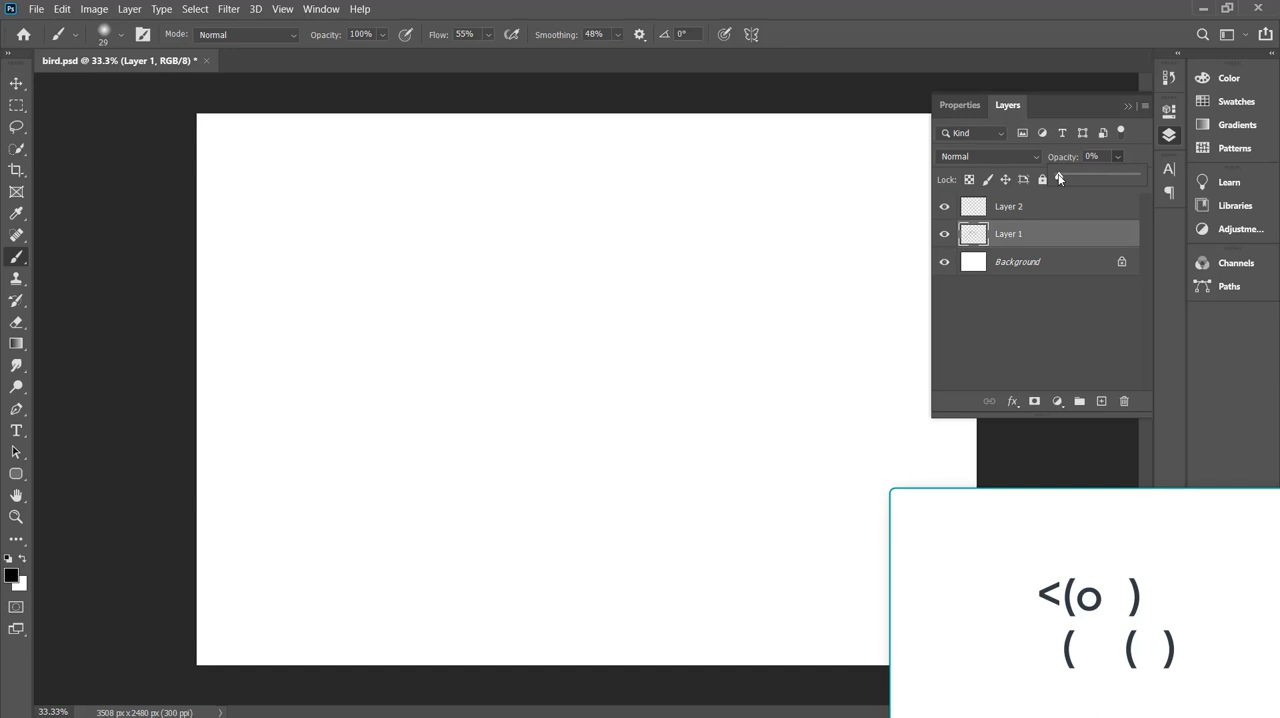 Ps File Edit Image Layer Type Select Filter 3D View Window Help
29 Mode: Normal Opacity: 100% Flow: 55% Smoothing: 48% 0°
bird.psd @ 33.3% (Layer 1, RGB/8) * ×
Properties Layers
Kind
Normal Opacity: 0%
Lock:
Layer 2
Layer 1
Background
fx
Color
Swatches
Gradients
Patterns
Learn
Libraries
Adjustme...
Channels
Paths
<(o )
( ( )
33.33% 3508 px x 2480 px (300 ppi)